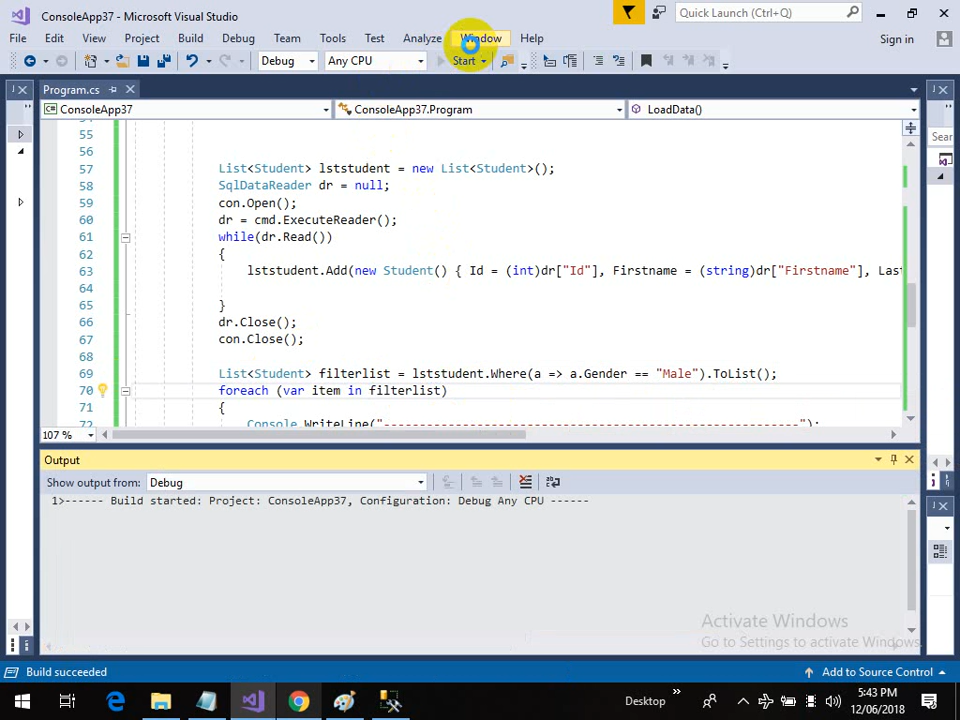 ConsoleApp37 - Microsoft Visual Studio
Quick Launch (Ctrl+Q)
File Edit View Project Build Debug Team Tools Test Analyze Window Help
Sign in
Debug Any CPU Start
Program.cs
ConsoleApp37 ConsoleApp37.Program LoadData()
Sear
55
56
57 List<Student> lststudent = new List<Student>();
58 SqlDataReader dr = null;
59 con.Open();
60 dr = cmd.ExecuteReader();
61 while(dr.Read())
62 {
63 lststudent.Add(new Student() { Id = (int)dr["Id"], Firstname = (string)dr["Firstname"], Last
64
65 }
66 dr.Close();
67 con.Close();
68
69 List<Student> filterlist = lststudent.Where(a => a.Gender == "Male").ToList();
70 foreach (var item in filterlist)
71 {
72 Console.WriteLine("-----------------------------------------------------------");
107 %
Output
Show output from: Debug
1>------ Build started: Project: ConsoleApp37, Configuration: Debug Any CPU ------
Activate Windows
Go to Settings to activate Windows.
Build succeeded
Add to Source Control
Desktop
5:43 PM
12/06/2018